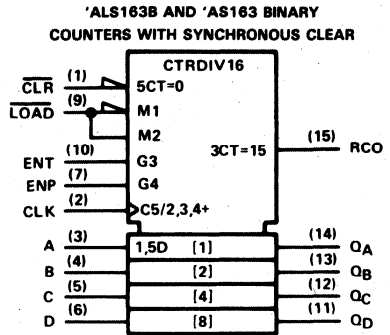 'ALS163B AND 'AS163 BINARY
COUNTERS WITH SYNCHRONOUS CLEAR
CTRDIV16
CLR (1) 5CT=0
LOAD (9) M1
M2
3CT=15 (15) RCO
ENT (10) G3
ENP (7) G4
CLK (2) C5/2,3,4+
A (3) 1,5D [1] (14) QA
B (4) [2] (13) QB
C (5) [4] (12) QC
D (6) [8] (11) QD